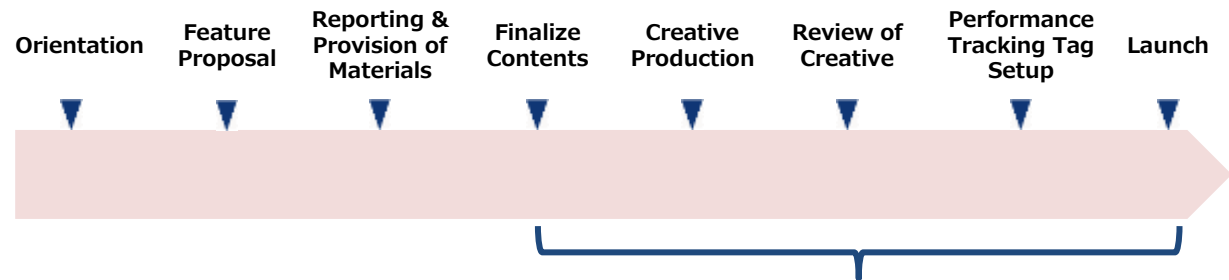 Orientation
Feature
Proposal
Reporting &
Provision of
Materials
Finalize
Contents
Creative
Production
Review of
Creative
Performance
Tracking Tag
Setup
Launch